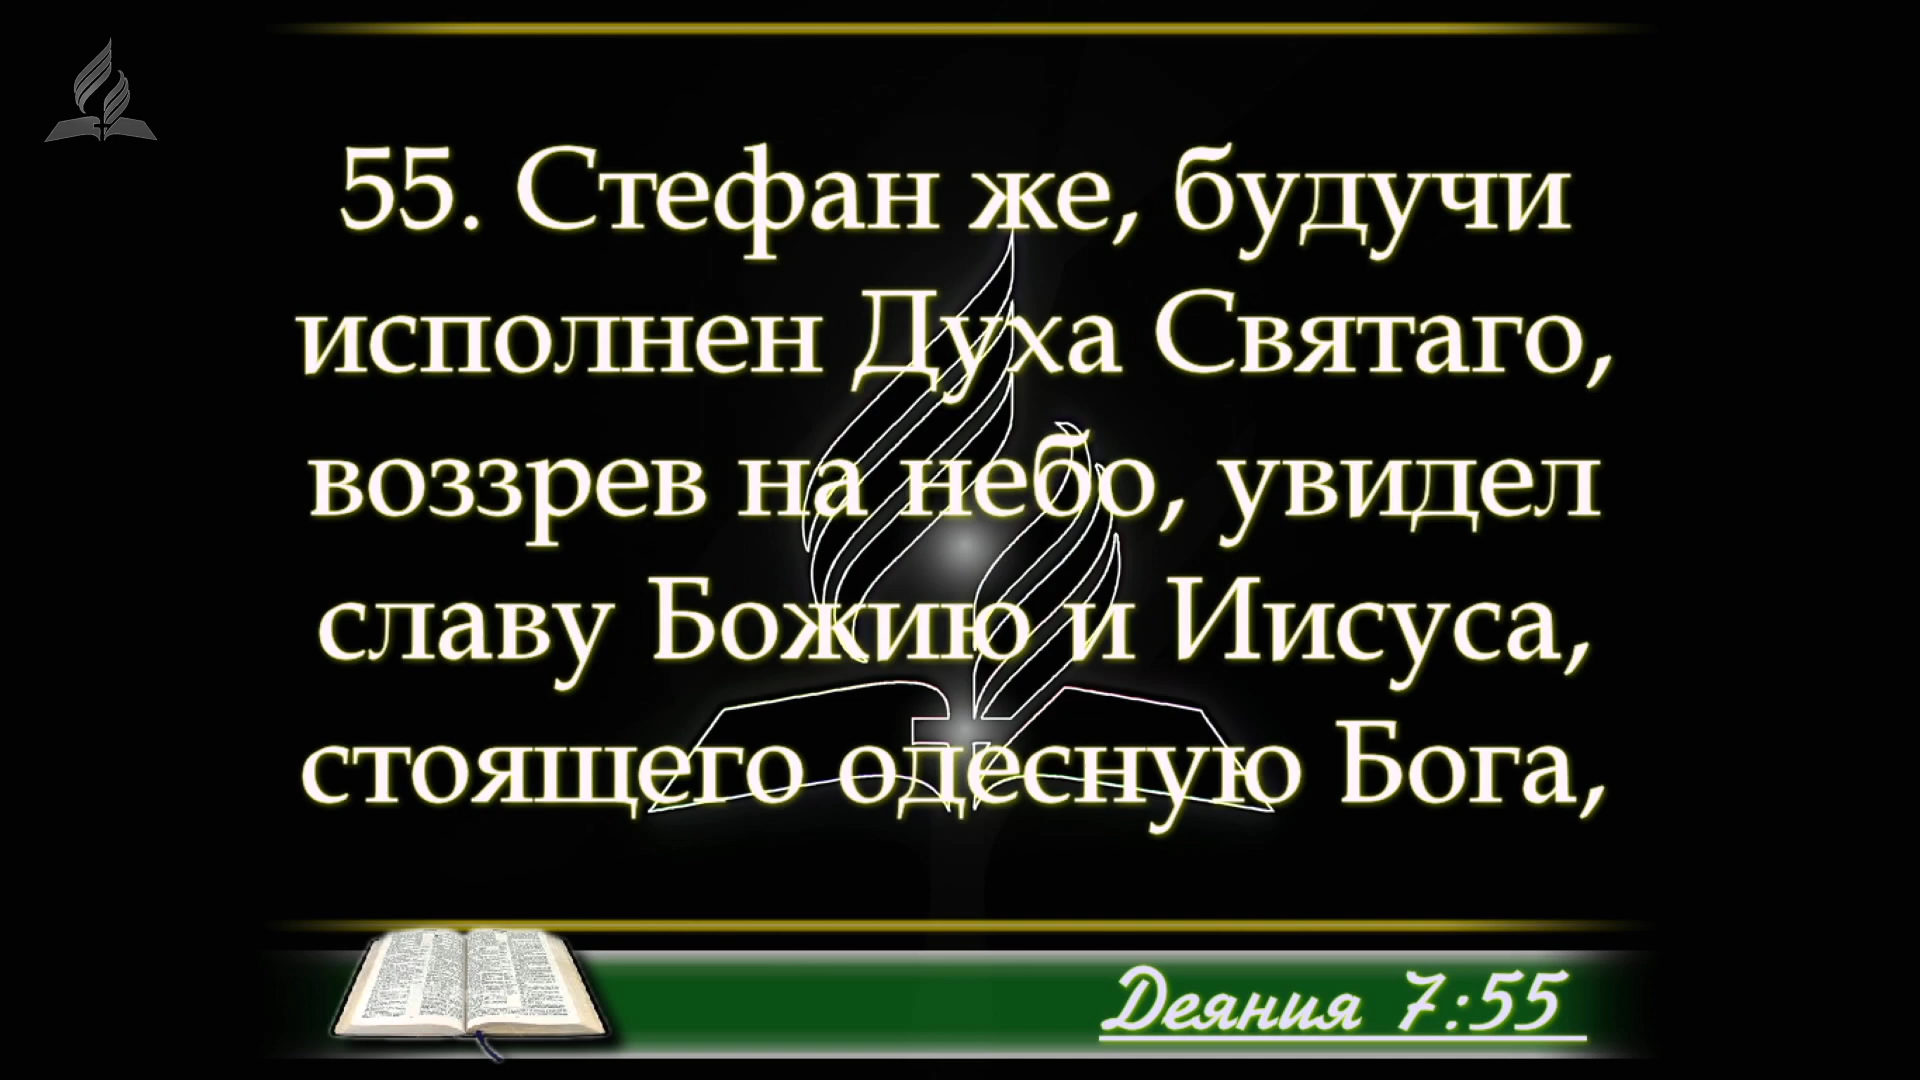 55. Стефан же, будучи
исполнен Духа Святаго,
воззрев на небо, увидел
славу Божию и Иисуса,
стоящего одесную Бога,
Деяния 7:55